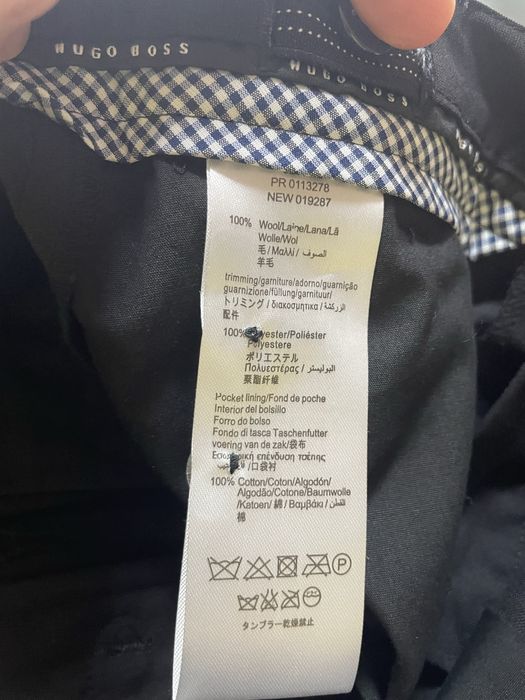 HUGO BOSS
HUGO BOSS
PR 0113278
NEW 019287
100% Wool/Laine/Lana/Lã
Wolle/Wol
毛/Μαλλί/ الصوف
羊毛
trimming/garniture/adorno/guarnição
guarnizione/füllung/garnituur/
トリミング / διακοσμητικα / الزركشة
配件
100% Polyester/Poliéster
Polyestere
ポリエステル
Πολυεστέρας / البوليستر
聚酯纤维
Pocket lining/Fond de poche
Interior del bolsillo
Forro do bolso
Fondo di tasca Taschenfutter
voering van de zak/袋布
επένδυση τσέπης
/口袋衬
100% Cotton/Coton/Algodón/
Algodão/Cotone/Baumwolle
/Katoen/ 綿 / Βαμβάκι / القطن
棉
P
タンブラー乾燥禁止